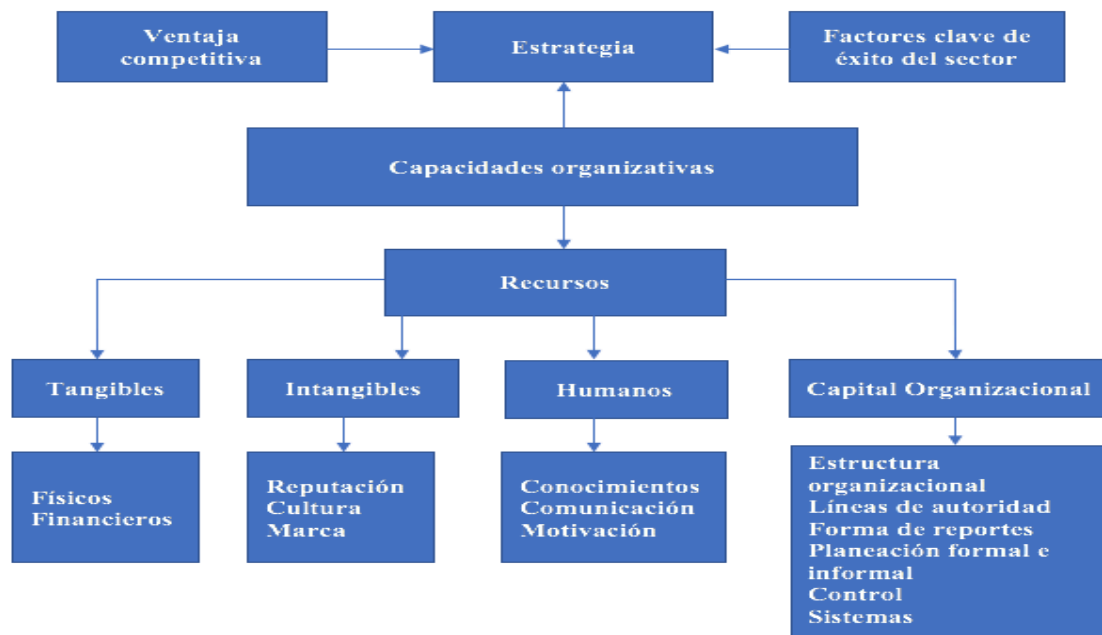 Ventaja
competitiva
Estrategia
Factores clave de
éxito del sector
Capacidades organizativas
Recursos
Tangibles
Intangibles
Humanos
Capital Organizacional
Físicos
Financieros
Reputación
Cultura
Marca
Conocimientos
Comunicación
Motivación
Estructura
organizacional
Líneas de autoridad
Forma de reportes
Planeación formal e
informal
Control
Sistemas